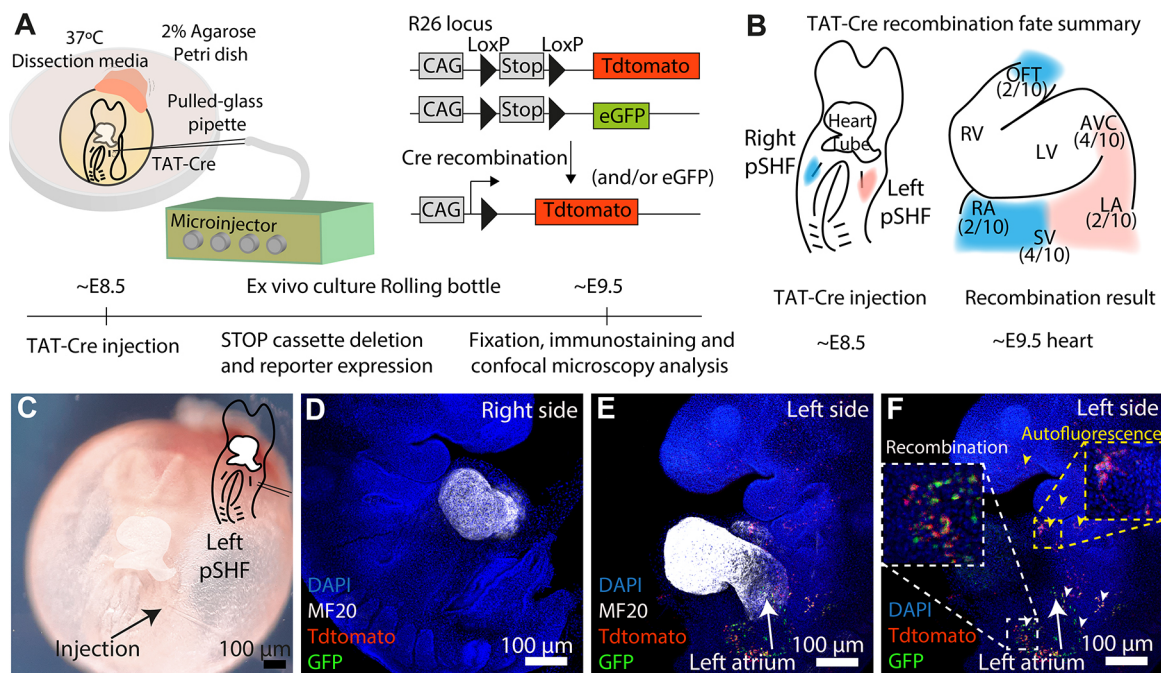 A
37ºC
Dissection media
2% Agarose
Petri dish
Pulled-glass
pipette
TAT-Cre
Microinjector
R26 locus
LoxP LoxP
CAG Stop Tdtomato
CAG Stop eGFP
Cre recombination
(and/or eGFP)
CAG Tdtomato
~E8.5 Ex vivo culture Rolling bottle ~E9.5
TAT-Cre injection
STOP cassette deletion
and reporter expression
Fixation, immunostaining and
confocal microscopy analysis
B
TAT-Cre recombination fate summary
Heart
Tube
Right
pSHF
Left
pSHF
OFT
(2/10)
RV
LV
AVC
(4/10)
RA
(2/10)
LA
(2/10)
SV
(4/10)
TAT-Cre injection
~E8.5
Recombination result
~E9.5 heart
C
Left
pSHF
Injection
100 µm
D
Right side
DAPI
MF20
Tdtomato
GFP
100 µm
E
Left side
DAPI
MF20
Tdtomato
GFP
Left atrium
100 µm
F
Left side
Recombination
Autofluorescence
DAPI
Tdtomato
GFP
Left atrium
100 µm